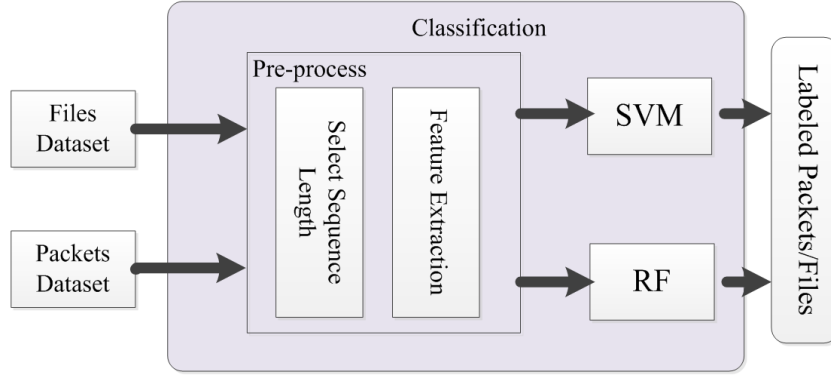 Classification
Pre-process
Files
Dataset
Packets
Dataset
Select Sequence
Length
Feature Extraction
SVM
RF
Labeled Packets/Files